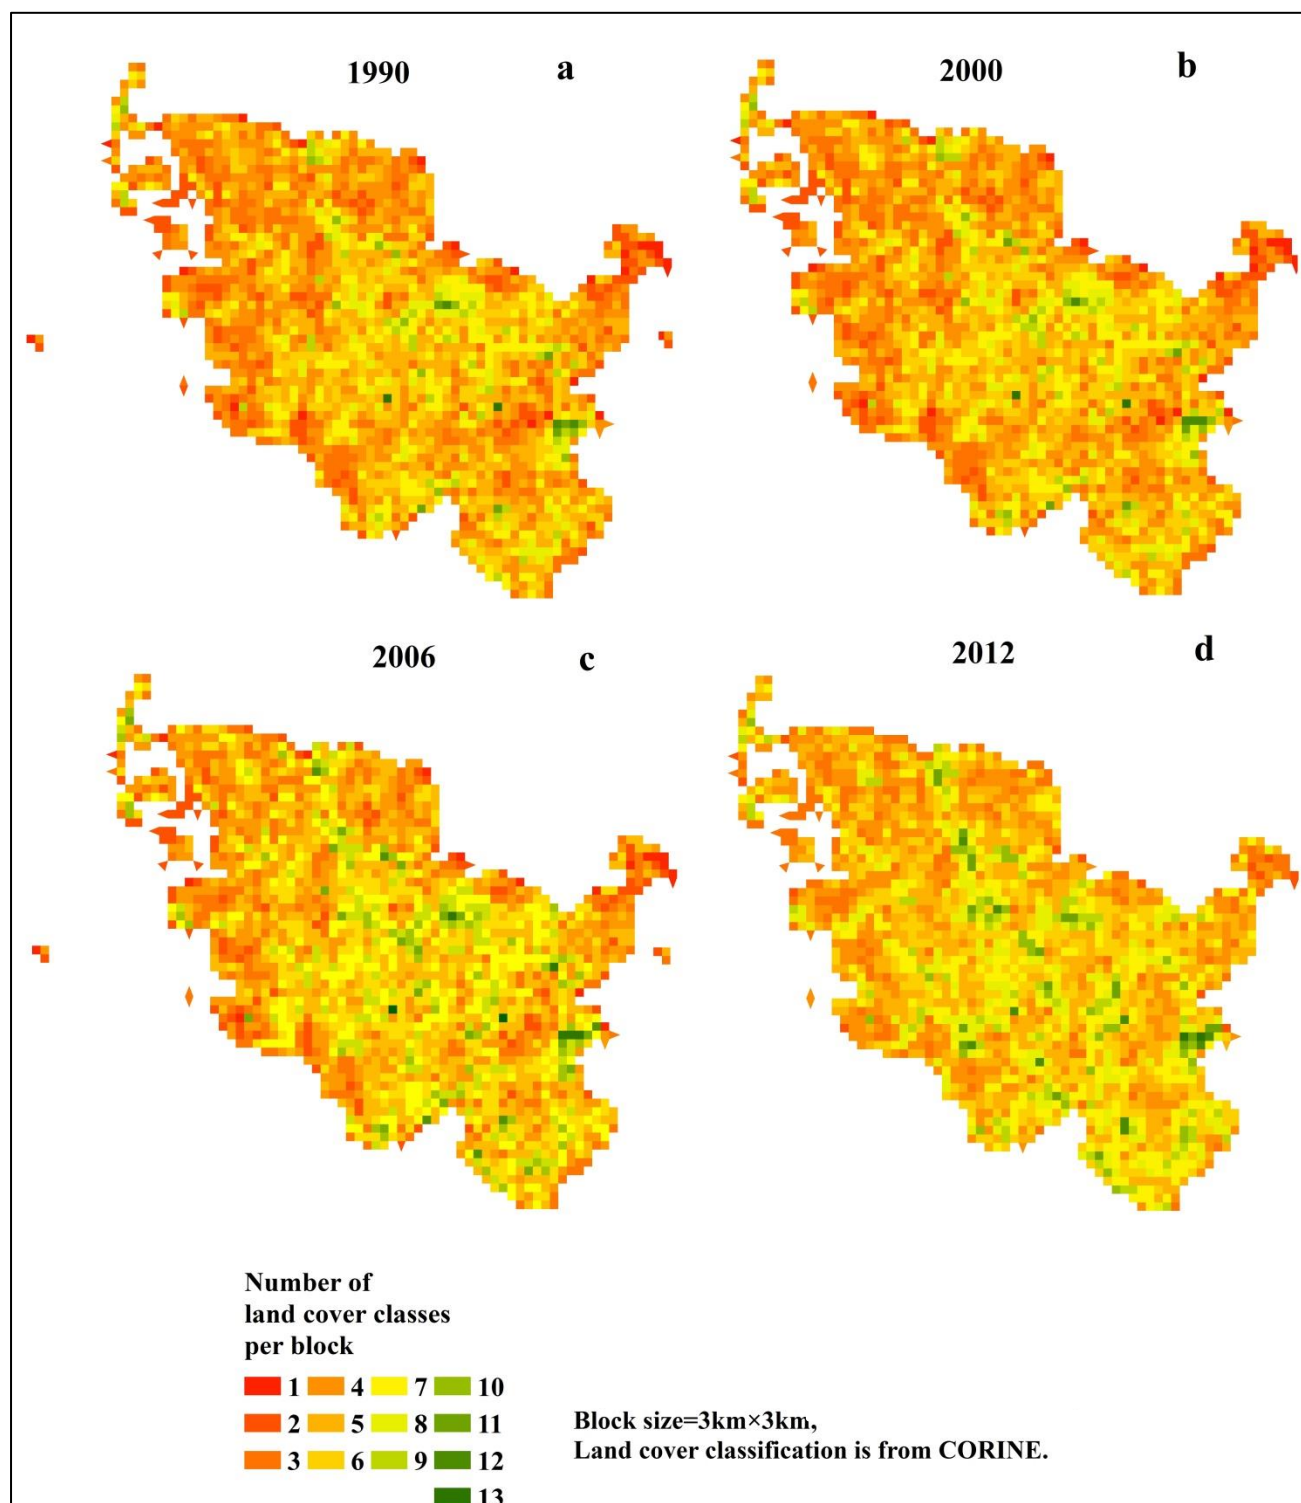 1990 a
2000 b
2006 c
2012 d
Number of
land cover classes
per block
1 4 7 10
2 5 8 11
3 6 9 12
13
Block size=3km×3km,
Land cover classification is from CORINE.